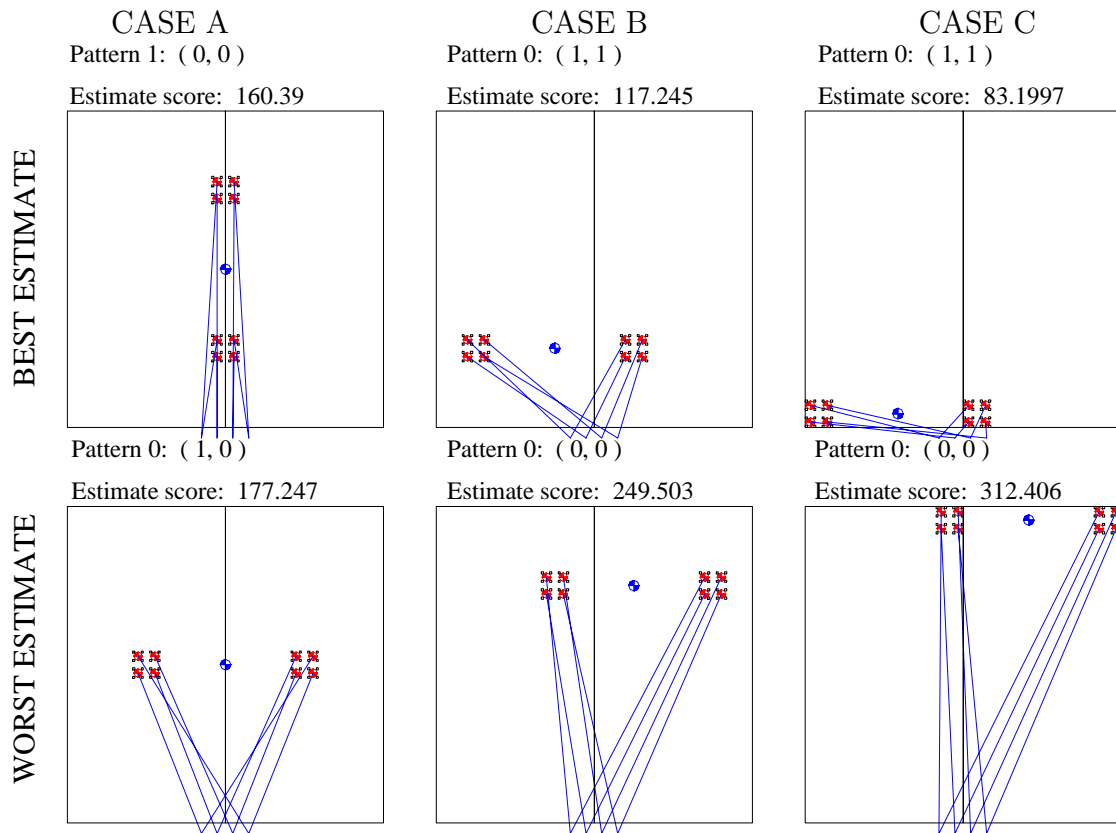 CASE A
CASE B
CASE C
Pattern 1: ( 0, 0 )
Pattern 0: ( 1, 1 )
Pattern 0: ( 1, 1 )
Estimate score: 160.39
Estimate score: 117.245
Estimate score: 83.1997
BEST ESTIMATE
Pattern 0: ( 1, 0 )
Pattern 0: ( 0, 0 )
Pattern 0: ( 0, 0 )
Estimate score: 177.247
Estimate score: 249.503
Estimate score: 312.406
WORST ESTIMATE